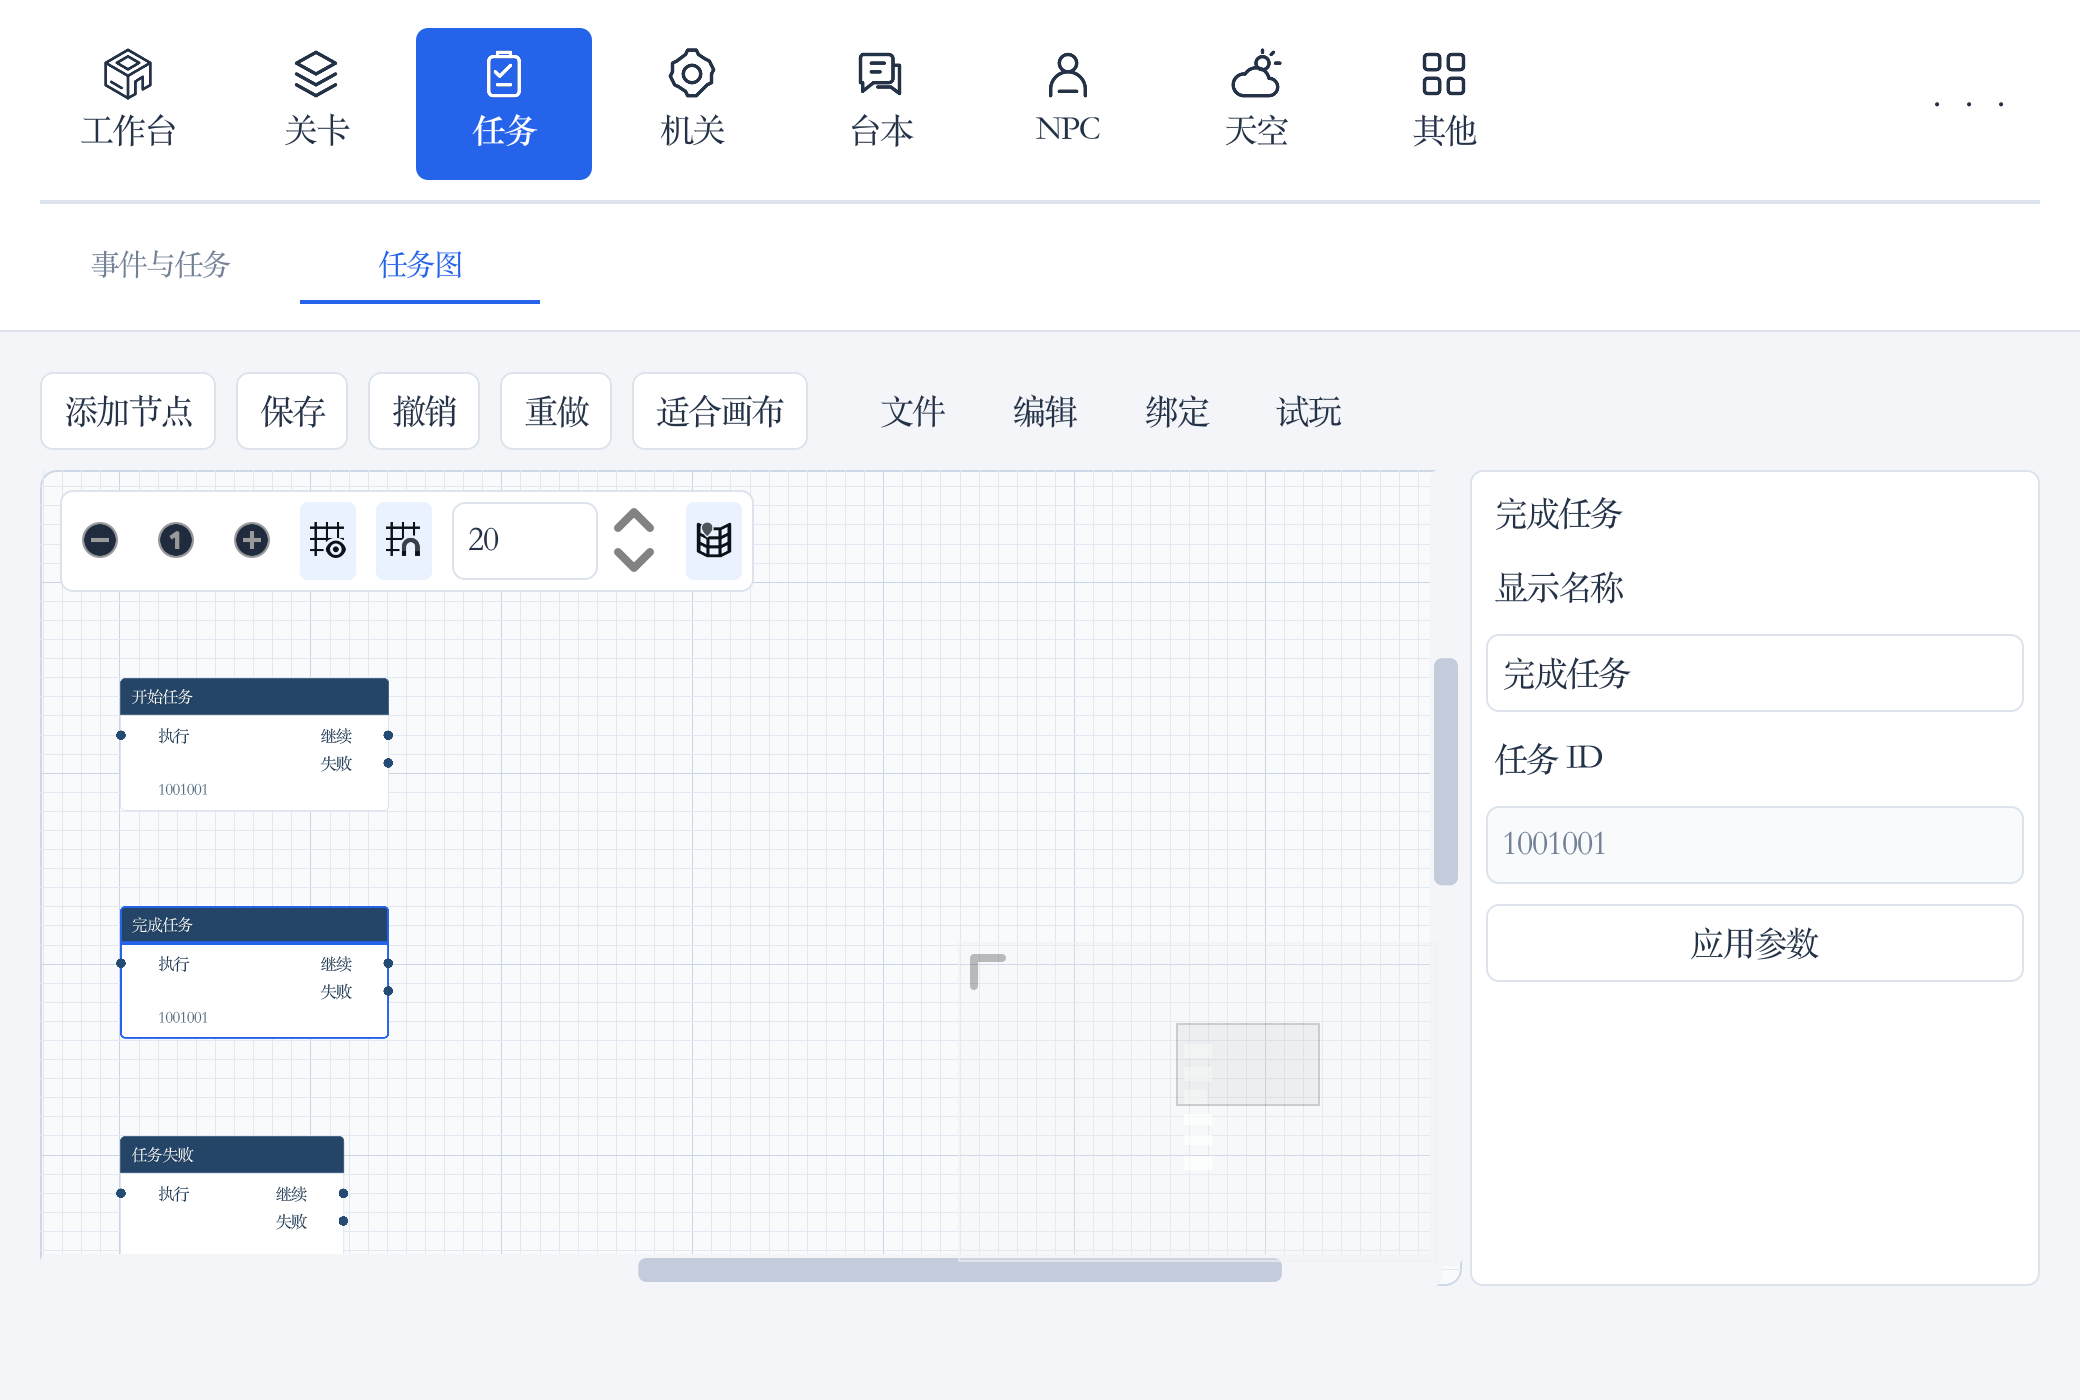 工作台
关卡
任务
机关
台本
NPC
天空
其他
. . .
事件与任务
任务图
添加节点
保存
撤销
重做
适合画布
文件
编辑
绑定
试玩
1
20
开始任务
执行
继续
失败
1001001
完成任务
执行
继续
失败
1001001
任务失败
执行
继续
失败
完成任务
显示名称
完成任务
任务 ID
1001001
应用参数